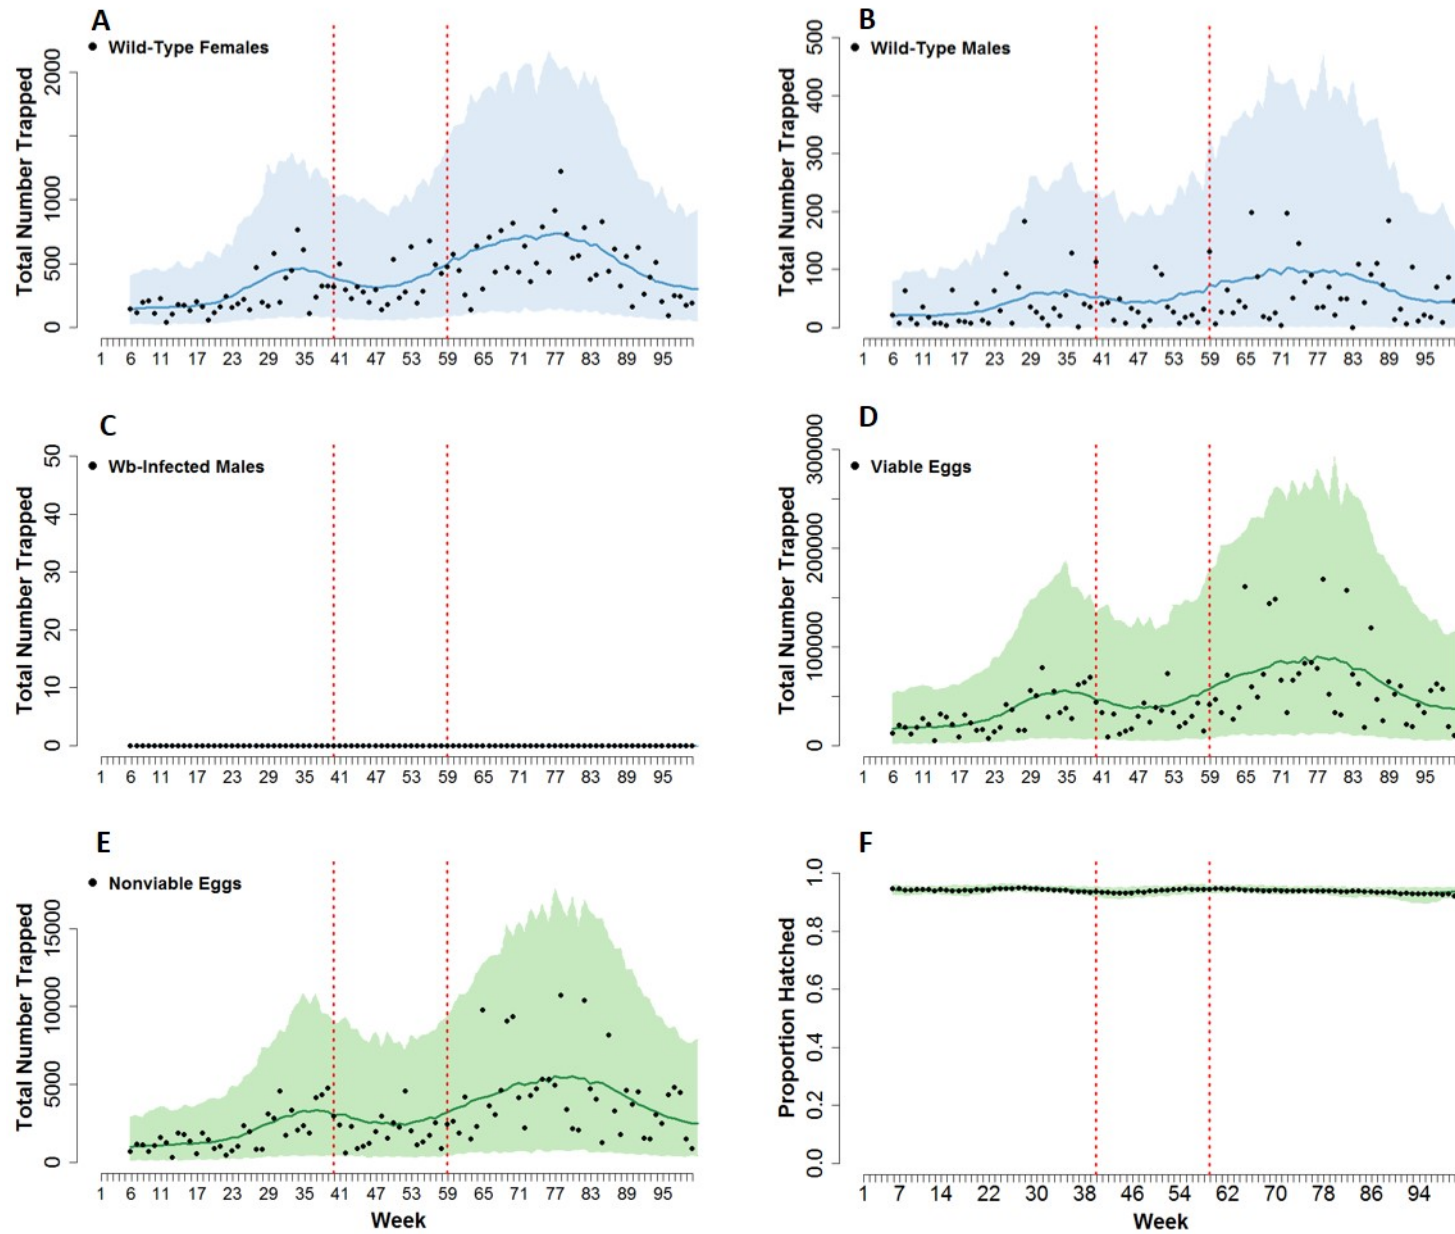 A
Wild-Type Females
Total Number Trapped
0 500 1000 2000
1 6 11 17 23 29 35 41 47 53 59 65 71 77 83 89 95
B
Wild-Type Males
Total Number Trapped
0 100 200 300 400 500
1 6 11 17 23 29 35 41 47 53 59 65 71 77 83 89 95
C
Wb-Infected Males
Total Number Trapped
0 10 20 30 40 50
1 6 11 17 23 29 35 41 47 53 59 65 71 77 83 89 95
D
Viable Eggs
Total Number Trapped
0 100000 200000 300000
1 6 11 17 23 29 35 41 47 53 59 65 71 77 83 89 95
E
Nonviable Eggs
Total Number Trapped
0 5000 10000 15000
1 6 11 17 23 29 35 41 47 53 59 65 71 77 83 89 95
Week
F
Proportion Hatched
0.0 0.2 0.4 0.6 0.8 1.0
1 7 14 22 30 38 46 54 62 70 78 86 94
Week